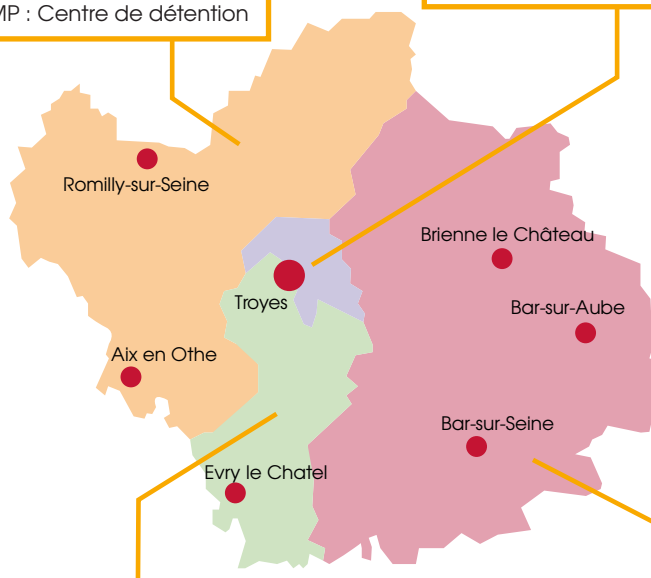 MP : Centre de détention
Romilly-sur-Seine
Brienne le Château
Troyes
Bar-sur-Aube
Aix en Othe
Bar-sur-Seine
Evry le Chatel